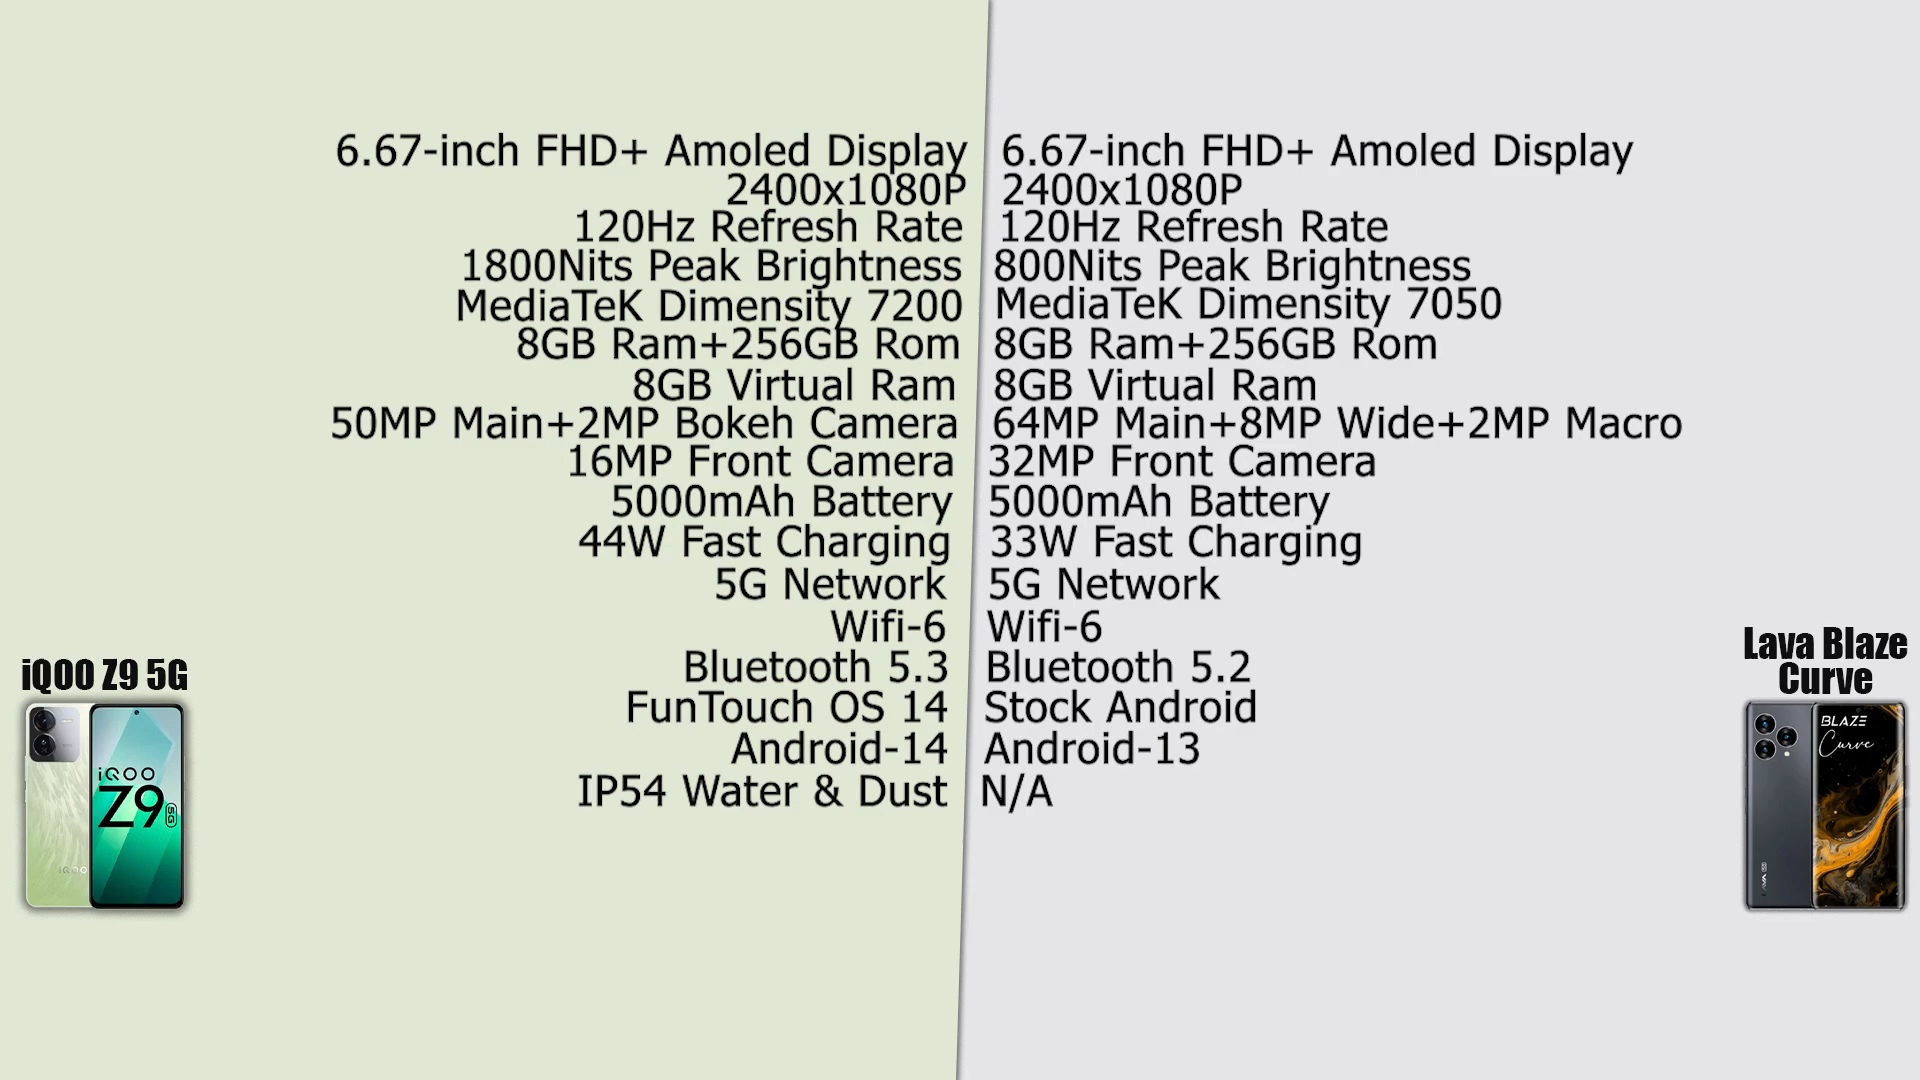 6.67-inch FHD+ Amoled Display
2400x1080P
120Hz Refresh Rate
1800Nits Peak Brightness
MediaTeK Dimensity 7200
8GB Ram+256GB Rom
8GB Virtual Ram
50MP Main+2MP Bokeh Camera
16MP Front Camera
5000mAh Battery
44W Fast Charging
5G Network
Wifi-6
Bluetooth 5.3
FunTouch OS 14
Android-14
IP54 Water & Dust
iQOO Z9 5G
iQOO
Z9 5G
iQOO
6.67-inch FHD+ Amoled Display
2400x1080P
120Hz Refresh Rate
800Nits Peak Brightness
MediaTeK Dimensity 7050
8GB Ram+256GB Rom
8GB Virtual Ram
64MP Main+8MP Wide+2MP Macro
32MP Front Camera
5000mAh Battery
33W Fast Charging
5G Network
Wifi-6
Bluetooth 5.2
Stock Android
Android-13
N/A
Lava Blaze
Curve
BLAZE
Curve
LAVA 5G